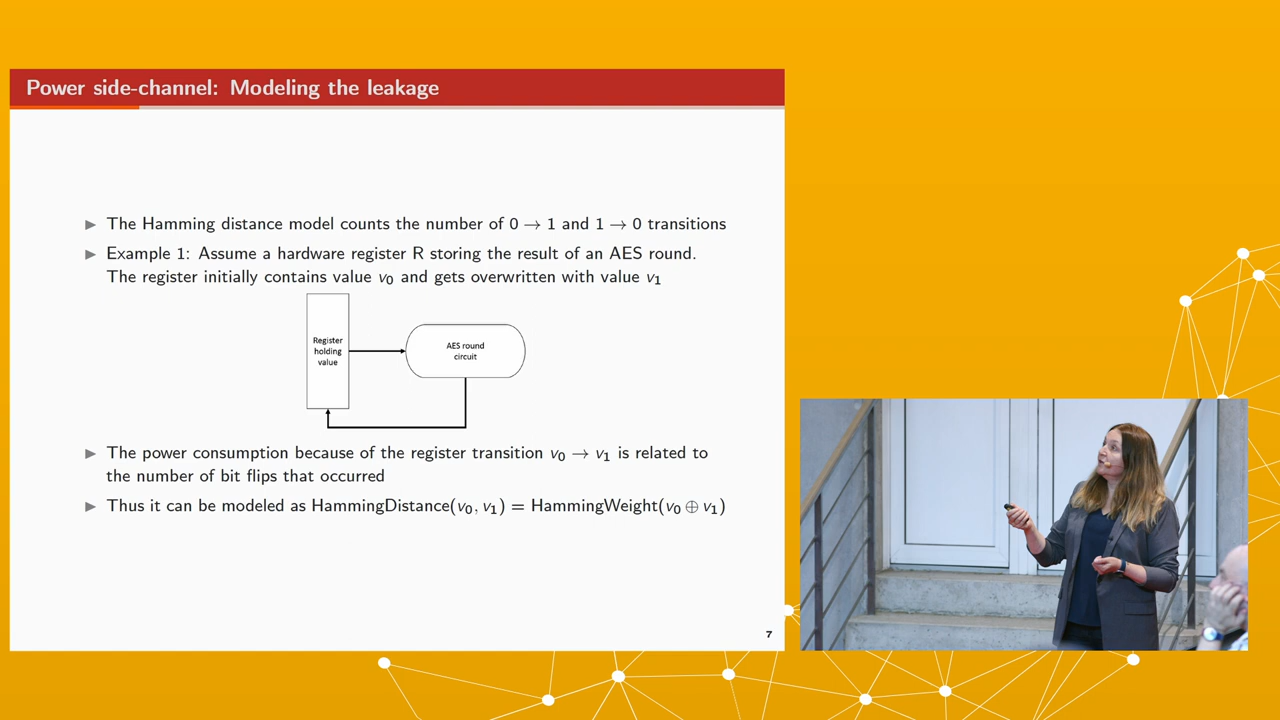 Power side-channel: Modeling the leakage
▶ The Hamming distance model counts the number of 0 → 1 and 1 → 0 transitions
▶ Example 1: Assume a hardware register R storing the result of an AES round.
The register initially contains value v₀ and gets overwritten with value v₁
Register
holding
value
AES round
circuit
▶ The power consumption because of the register transition v₀ → v₁ is related to
the number of bit flips that occurred
▶ Thus it can be modeled as HammingDistance(v₀, v₁) = HammingWeight(v₀ ⊕ v₁)
7